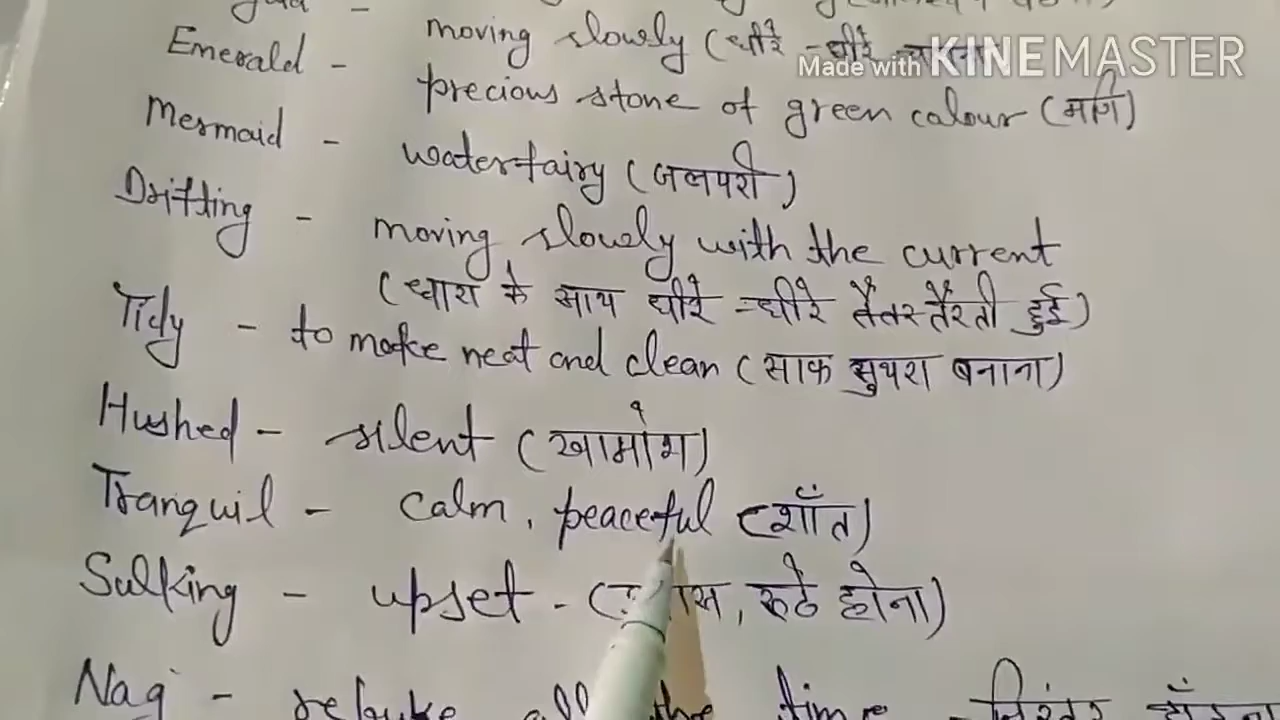 moving slowly (धीरे-धीरे
Made with KINEMASTER
Emerald - precious stone of green colour (मणि)
Mermaid - waterfairy (जलपरी)
Drifting - moving slowly with the current
(धारा के साथ धीरे-धीरे तैरती हुई)
Tidy - to make neat and clean (साफ सुथरा बनाना)
Hushed - silent (खामोश)
Tranquil - calm, peaceful (शाँत)
Sulking - upset - ( , रूठे होना)
Nag - rebuke all the time - निरंतर